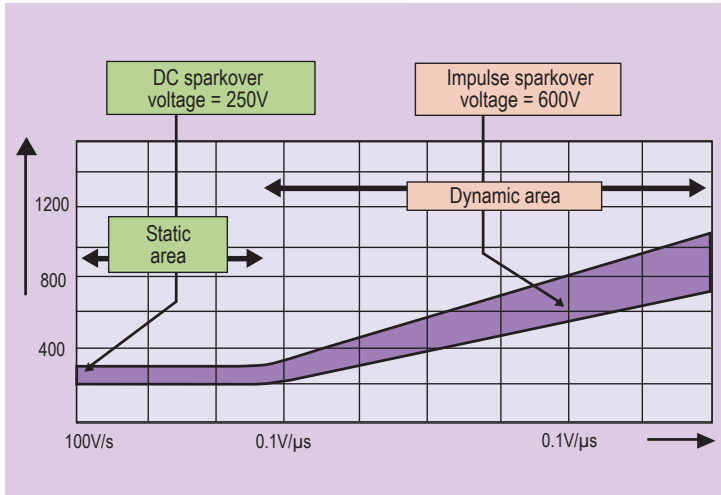 DC sparkover
voltage = 250V
Impulse sparkover
voltage = 600V
1200
Dynamic area
Static
area
800
400
100V/s
0.1V/µs
0.1V/µs